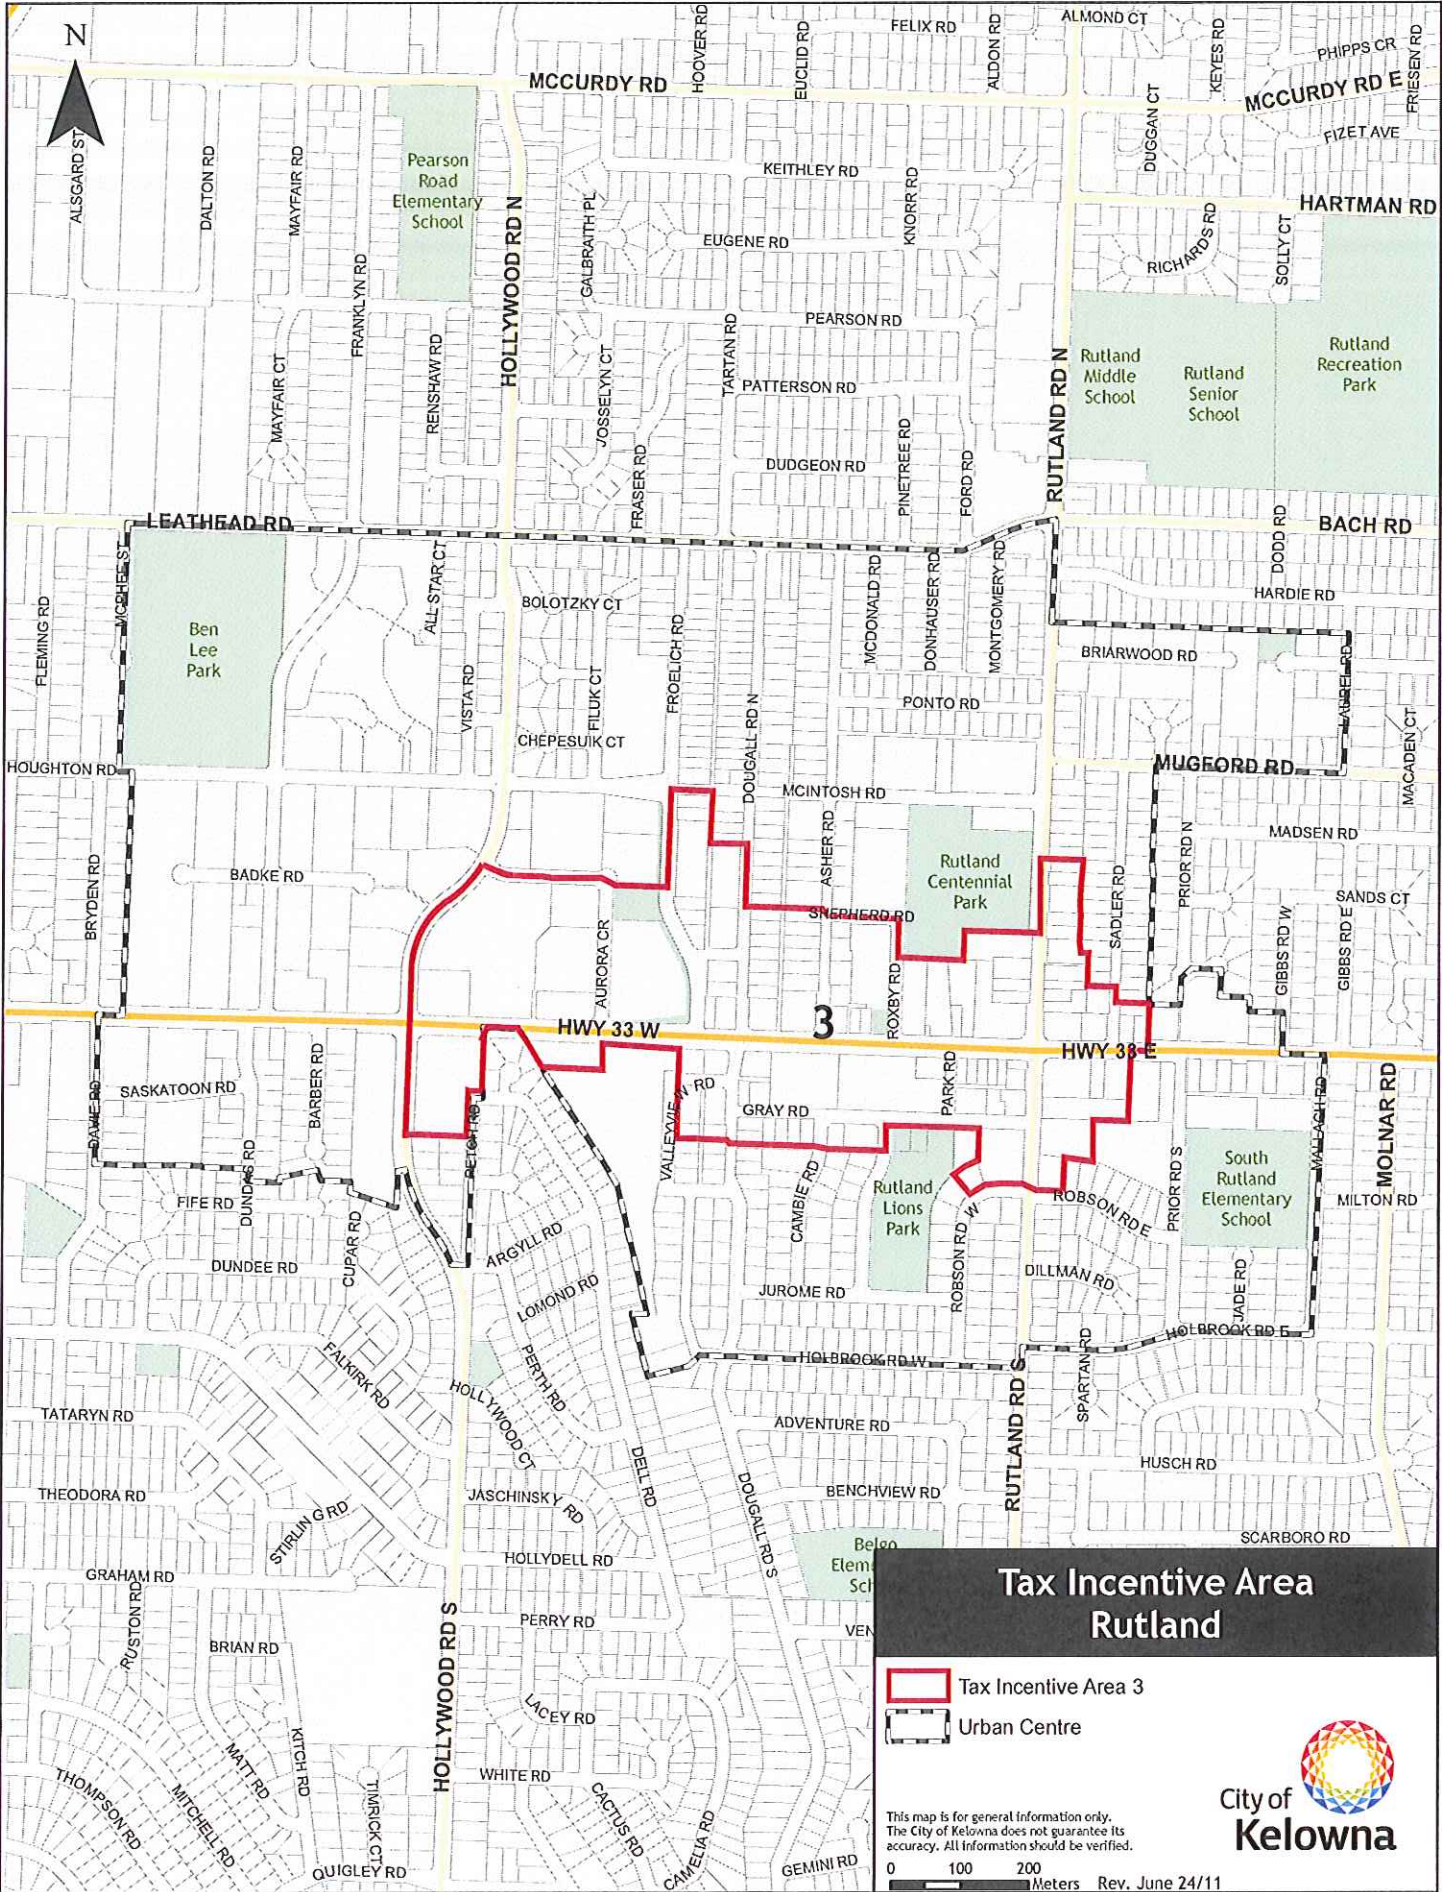 N
FELIX RD
ALMOND CT
HOOVER RD
EUCLID RD
ALDON RD
KEYES RD
PHIPPS CR
FRIESEN RD
MCCURDY RD
MCCURDY RD E
DUGGAN CT
FIZET AVE
ALSGARD ST
DALTON RD
MAYFAIR RD
Pearson
Road
Elementary
School
KEITHLEY RD
KNORR RD
HARTMAN RD
HOLLYWOOD RD N
GALBRAITH PL
EUGENE RD
RICHARDS RD
SOLLY CT
FRANKLYN RD
PEARSON RD
RENSHAW RD
MAYFAIR CT
JOSSELYN CT
TARTAN RD
PATTERSON RD
RUTLAND RD N
Rutland
Middle
School
Rutland
Senior
School
Rutland
Recreation
Park
FRASER RD
DUDGEON RD
PINETREE RD
FORD RD
LEATHEAD RD
BACH RD
DODD RD
MCPHEE ST
ALL STAR CT
FLEMING RD
BOLOTZKY CT
MCDONALD RD
DONHAUSER RD
MONTGOMERY RD
HARDIE RD
Ben
Lee
Park
FROELICH RD
BRIARWOOD RD
LAUREL RD
VISTA RD
FILUK CT
DOUGALL RD N
PONTO RD
CHEPESUIK CT
MACADEN CT
HOUGHTON RD
MUGFORD RD
MCINTOSH RD
ASHER RD
MADSEN RD
PRIOR RD N
BRYDEN RD
BADKE RD
Rutland
Centennial
Park
SADLER RD
SANDS CT
SHEPHERD RD
AURORA CR
GIBBS RD W
GIBBS RD E
ROXBY RD
3
HWY 33 W
HWY 33 E
DAVIE RD
SASKATOON RD
BARBER RD
PETCH RD
VALLEYVIEW RD
GRAY RD
PARK RD
MALLACH RD
MOLNAR RD
DUNDAS RD
FIFE RD
CUPAR RD
CAMBIE RD
Rutland
Lions
Park
ROBSON RD W
ROBSON RD E
PRIOR RD S
South
Rutland
Elementary
School
MILTON RD
ARGYLL RD
DUNDEE RD
LOMOND RD
JUROME RD
DILLMAN RD
JADE RD
HOLBROOK RD E
HOLBROOK RD W
FALKIRK RD
PERTH RD
HOLLYWOOD CT
SPARTAN RD
RUTLAND RD S
TATARYN RD
ADVENTURE RD
DELL RD
HUSCH RD
THEODORA RD
STIRLING RD
JASCHINSKY RD
DOUGALL RD S
BENCHVIEW RD
SCARBORO RD
HOLLYDELL RD
Belgo
Elem
Sch
GRAHAM RD
RUSTON RD
PERRY RD
VEN
BRIAN RD
HOLLYWOOD RD S
LACEY RD
KITCH RD
MATT RD
THOMPSON RD
MITCHELL RD
TIMRICK CT
WHITE RD
CACTUS RD
CAMELIA RD
QUIGLEY RD
GEMINI RD
Tax Incentive Area
Rutland
Tax Incentive Area 3
Urban Centre
City of
Kelowna
This map is for general information only.
The City of Kelowna does not guarantee its
accuracy. All information should be verified.
0 100 200
Meters Rev. June 24/11